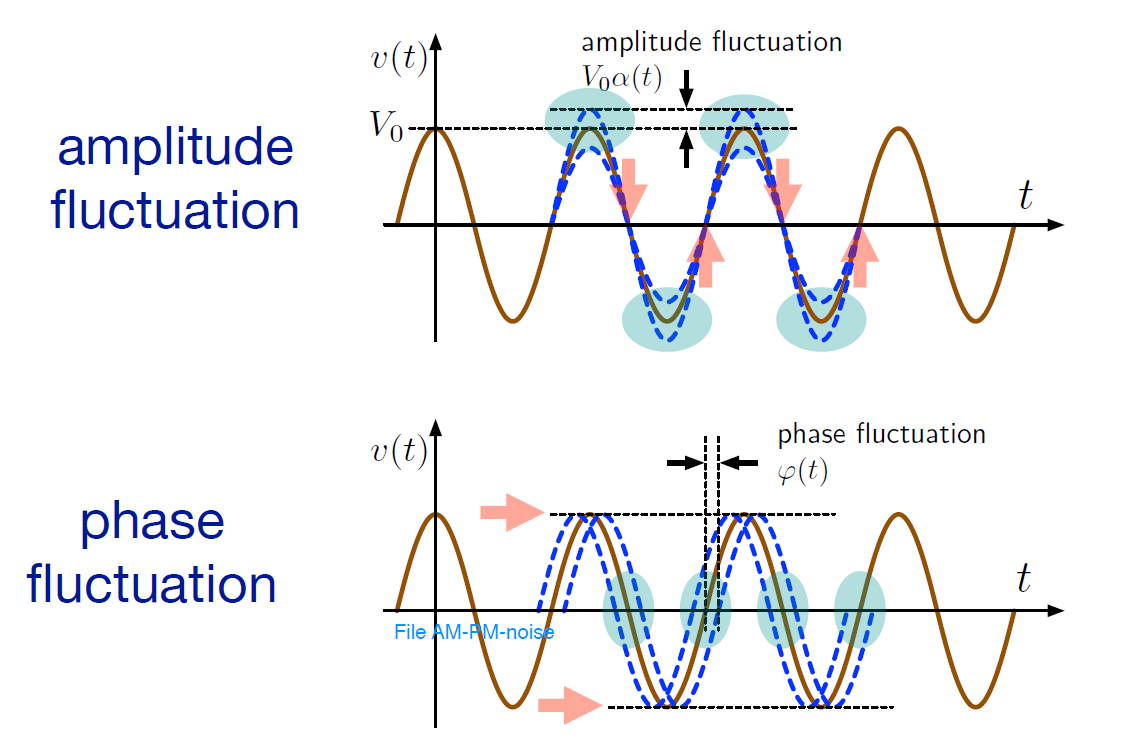 amplitude fluctuation
v(t)
V₀α(t)
V₀
amplitude
fluctuation
t
phase fluctuation
v(t)
φ(t)
phase
fluctuation
t
File AM-PM-noise